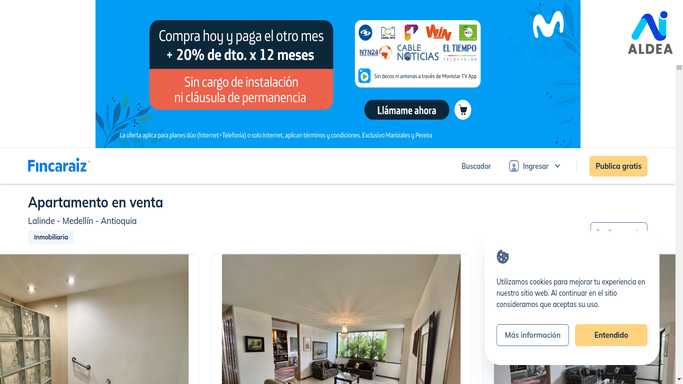 Compra hoy y paga el otro mes
+ 20% de dto. x 12 meses
Sin cargo de instalación
ni cláusula de permanencia
WIN
NTN24
CABLE
NOTICIAS
EL TIEMPO
TELEVISIÓN
Sin decos ni antenas a través de Movistar TV App
Llámame ahora
La oferta aplica para planes dúo (Internet+Telefonía) o solo Internet, aplican términos y condiciones. Exclusivo Manizales y Pereira
ALDEA
Fincaraiz
Buscador
Ingresar
Publica gratis
Apartamento en venta
Lalinde - Medellín - Antioquia
Inmobiliaria
Utilizamos cookies para mejorar tu experiencia en
nuestro sitio web. Al continuar en el sitio
consideramos que aceptas su uso.
Más información
Entendido